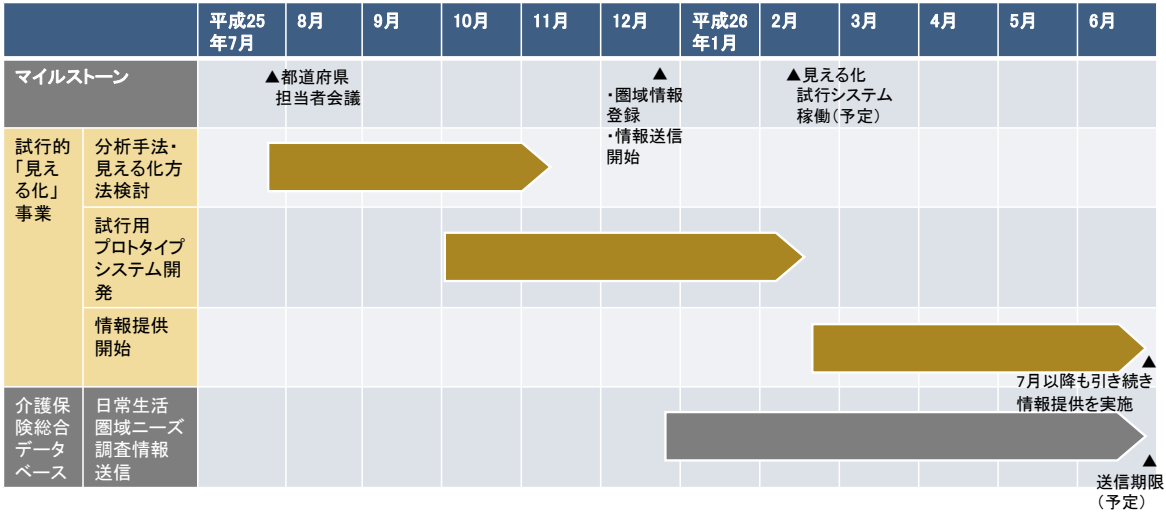 平成25
年7月
8月
9月
10月
11月
12月
平成26
年1月
2月
3月
4月
5月
6月
マイルストーン
▲都道府県
担当者会議
▲
・圏域情報
登録
・情報送信
開始
▲見える化
試行システム
稼働(予定)
試行的
「見え
る化」
事業
分析手法・
見える化方
法検討
試行用
プロトタイプ
システム開
発
情報提供
開始
▲
7月以降も引き続き
情報提供を実施
介護保
険総合
データ
ベース
日常生活
圏域ニーズ
調査情報
送信
▲
送信期限
(予定)